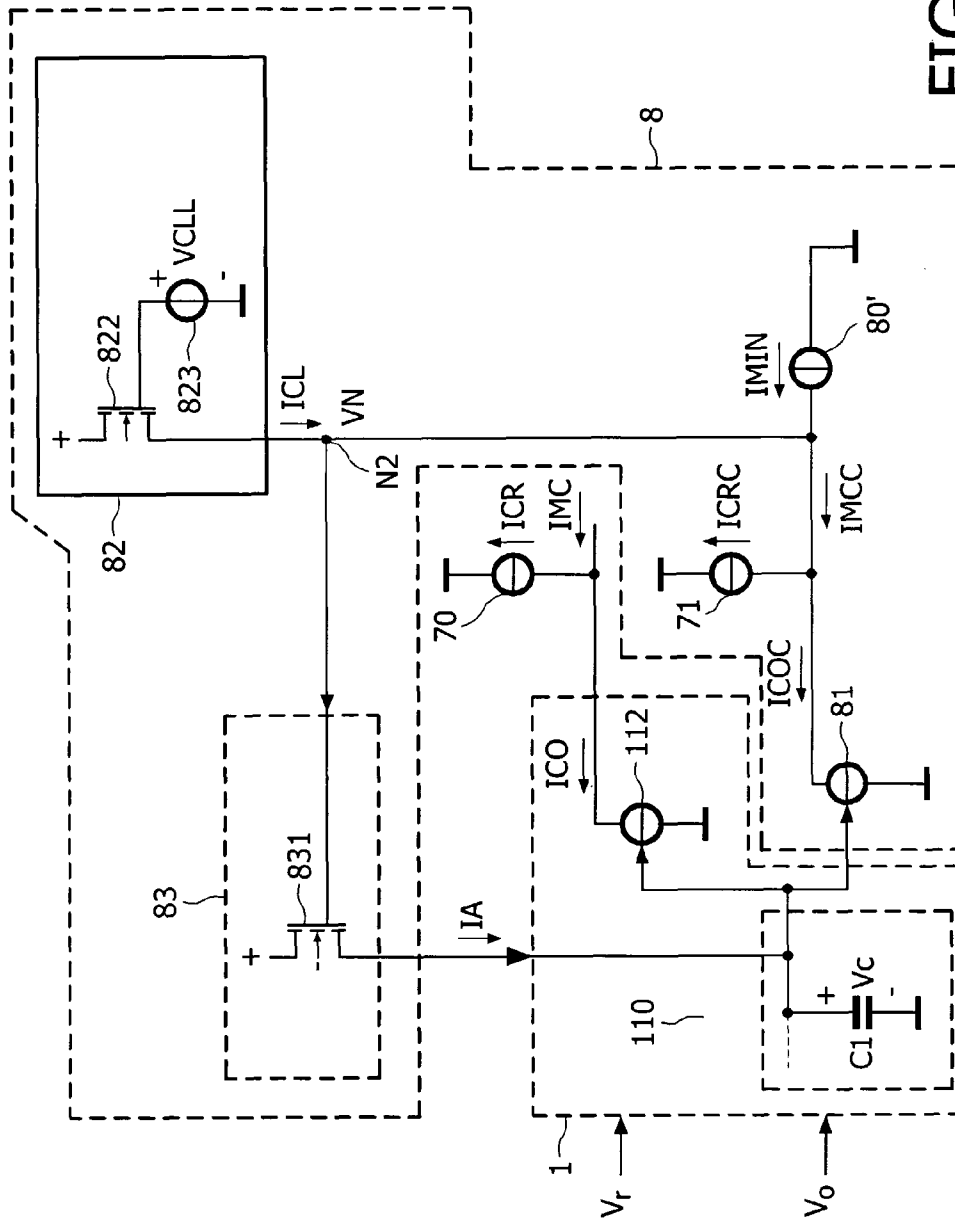 FIG
8
+
822
+
VCLL
-
823
82
ICL
VN
N2
IMIN
80'
83
+
831
ICR
70
IMC
ICRC
71
IMCC
ICO
112
ICOC
81
IA
110
+
Vc
-
C1
1
Vr
Vo